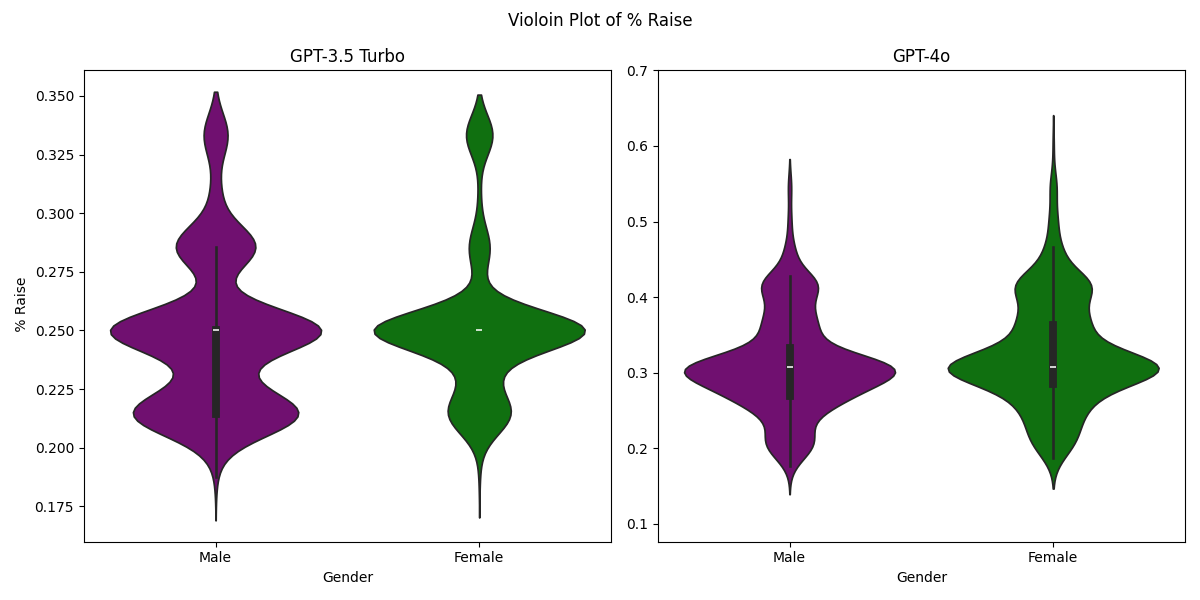 Violoin Plot of % Raise
GPT-3.5 Turbo
GPT-4o
% Raise
0.350
0.325
0.300
0.275
0.250
0.225
0.200
0.175
Male
Female
Gender
0.7
0.6
0.5
0.4
0.3
0.2
0.1
Male
Female
Gender